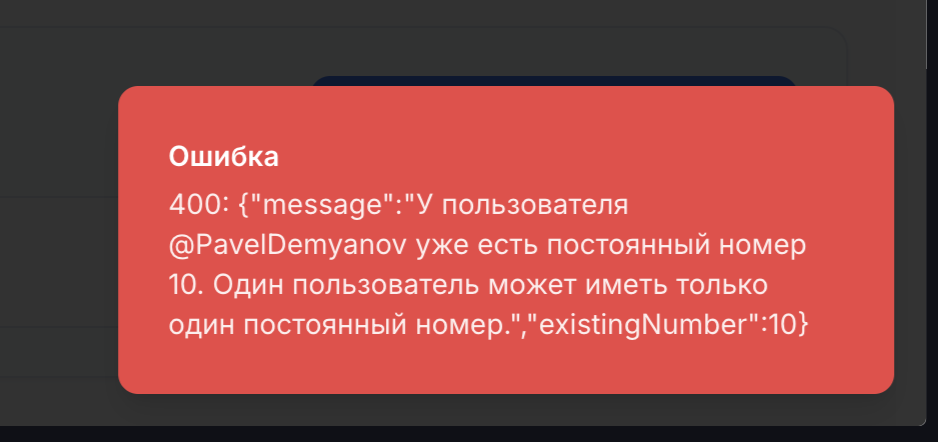 Ошибка
400: {"message":"У пользователя
@PavelDemyanov уже есть постоянный номер
10. Один пользователь может иметь только
один постоянный номер.","existingNumber":10}